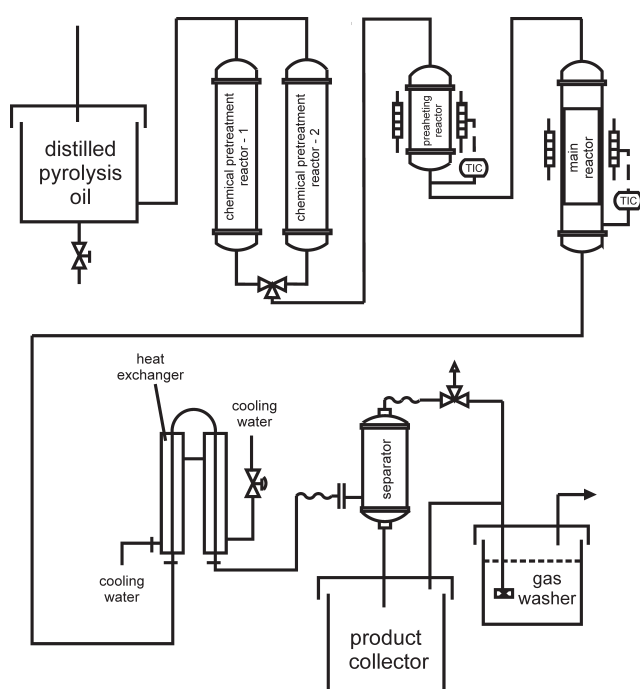 distilled
pyrolysis
oil
chemical pretreatment
reactor - 1
chemical pretreatment
reactor - 2
preaheting
reactor
TIC
main
reactor
TIC
heat
exchanger
cooling
water
cooling
water
separator
product
collector
gas
washer